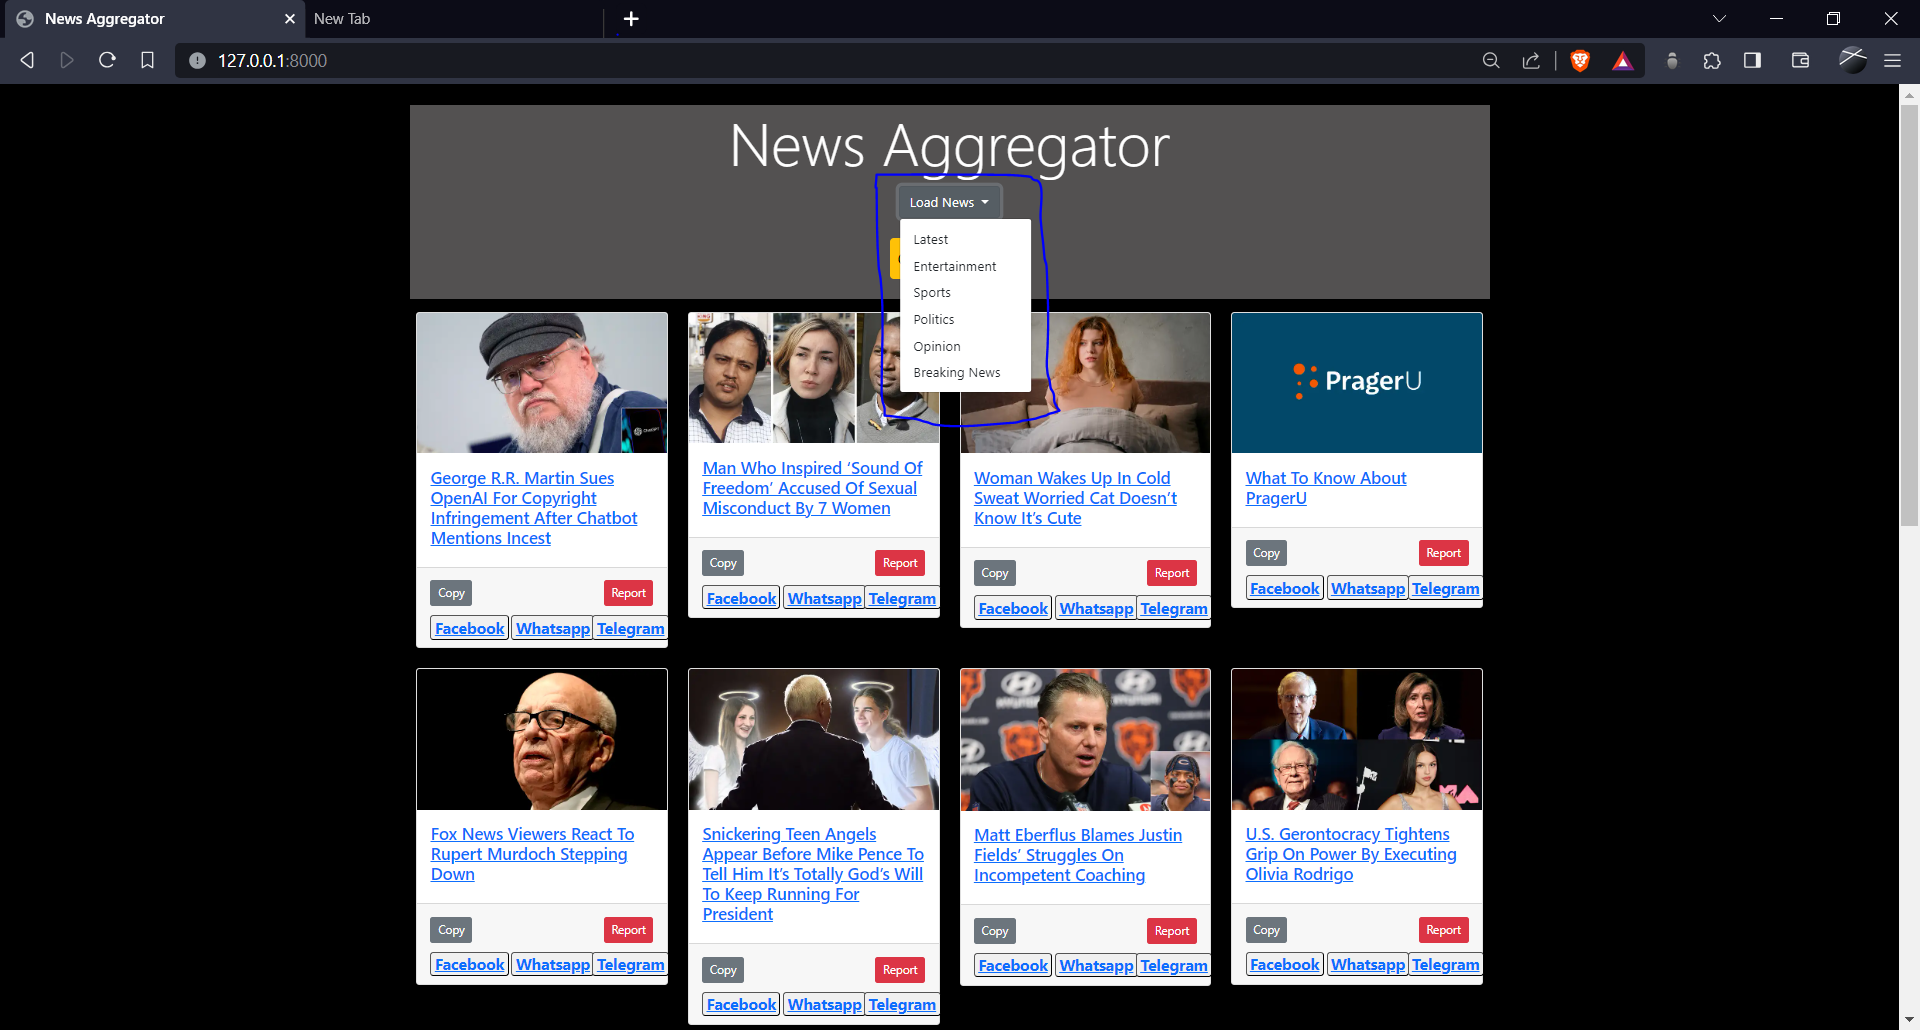 News Aggregator
New Tab
127.0.0.1:8000
News Aggregator
Load News
Latest
Entertainment
Sports
Politics
Opinion
Breaking News
PragerU
George R.R. Martin Sues
OpenAI For Copyright
Infringement After Chatbot
Mentions Incest
Copy
Report
Facebook Whatsapp Telegram
Man Who Inspired ‘Sound Of
Freedom’ Accused Of Sexual
Misconduct By 7 Women
Copy
Report
Facebook Whatsapp Telegram
Woman Wakes Up In Cold
Sweat Worried Cat Doesn’t
Know It’s Cute
Copy
Report
Facebook Whatsapp Telegram
What To Know About
PragerU
Copy
Report
Facebook Whatsapp Telegram
Fox News Viewers React To
Rupert Murdoch Stepping
Down
Copy
Report
Facebook Whatsapp Telegram
Snickering Teen Angels
Appear Before Mike Pence To
Tell Him It’s Totally God’s Will
To Keep Running For
President
Copy
Report
Facebook Whatsapp Telegram
HYUNDAI
Matt Eberflus Blames Justin
Fields’ Struggles On
Incompetent Coaching
Copy
Report
Facebook Whatsapp Telegram
U.S. Gerontocracy Tightens
Grip On Power By Executing
Olivia Rodrigo
Copy
Report
Facebook Whatsapp Telegram